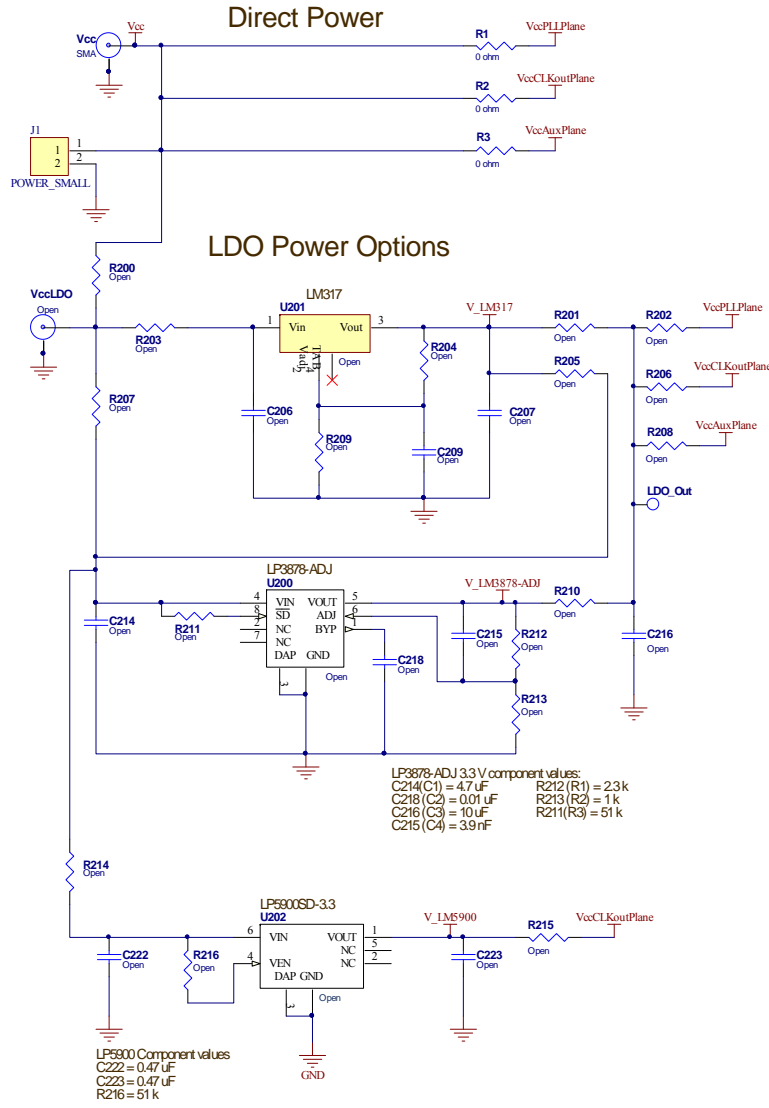 Direct Power
Vcc
Vcc
SMA
R1
0 ohm
VccPLLPlane
R2
0 ohm
VccCLKoutPlane
R3
0 ohm
VccAuxPlane
J1
1
2
1
2
POWER_SMALL
LDO Power Options
R200
Open
VccLDO
Open
R203
Open
LM317
U201
1
Vin
Vout
3
TAB
Vadj
4
2
Open
V_LM317
R201
Open
R202
Open
VccPLLPlane
R204
Open
R205
Open
R206
Open
VccCLKoutPlane
R207
Open
C206
Open
R209
Open
C209
Open
C207
Open
R208
Open
VccAuxPlane
LDO_Out
LP3878-ADJ
U200
4
VIN
VOUT
5
8
SD
ADJ
6
2
NC
BYP
1
7
NC
DAP
GND
3
Open
V_LM3878-ADJ
R210
Open
C214
Open
R211
Open
C218
Open
C215
Open
R212
Open
C216
Open
R213
Open
LP3878-ADJ 3.3 V component values:
C214(C1) = 4.7 uF R212 (R1) = 2.3 k
C218 (C2) = 0.01 uF R213 (R2) = 1 k
C216 (C3) = 10 uF R211(R3) = 51 k
C215 (C4) = 3.9 nF
R214
Open
LP5900SD-3.3
U202
6
VIN
VOUT
1
NC
5
4
VEN
NC
2
DAP GND
3
Open
V_LM5900
R215
Open
VccCLKoutPlane
C222
Open
R216
Open
C223
Open
GND
LP5900 Component values
C222 = 0.47 uF
C223 = 0.47 uF
R216 = 51 k